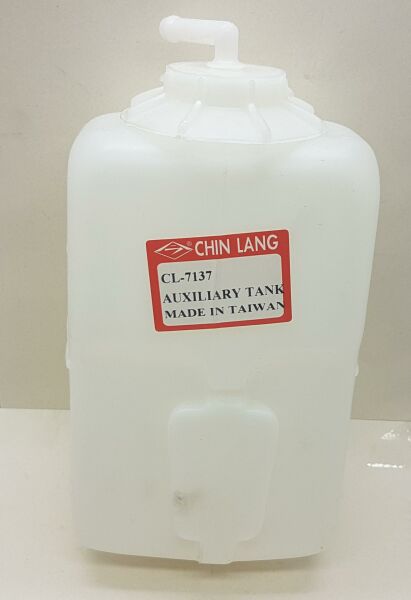 CHIN LANG
CL-7137
AUXILIARY TANK
MADE IN TAIWAN